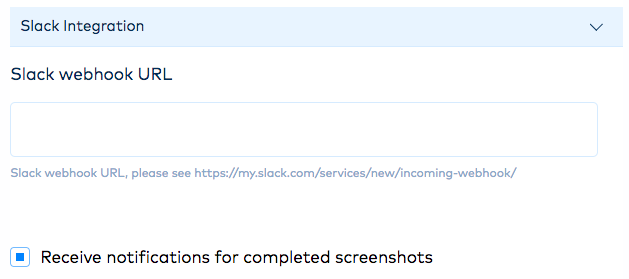 Slack Integration
Slack webhook URL
Slack webhook URL, please see https://my.slack.com/services/new/incoming-webhook/
Receive notifications for completed screenshots